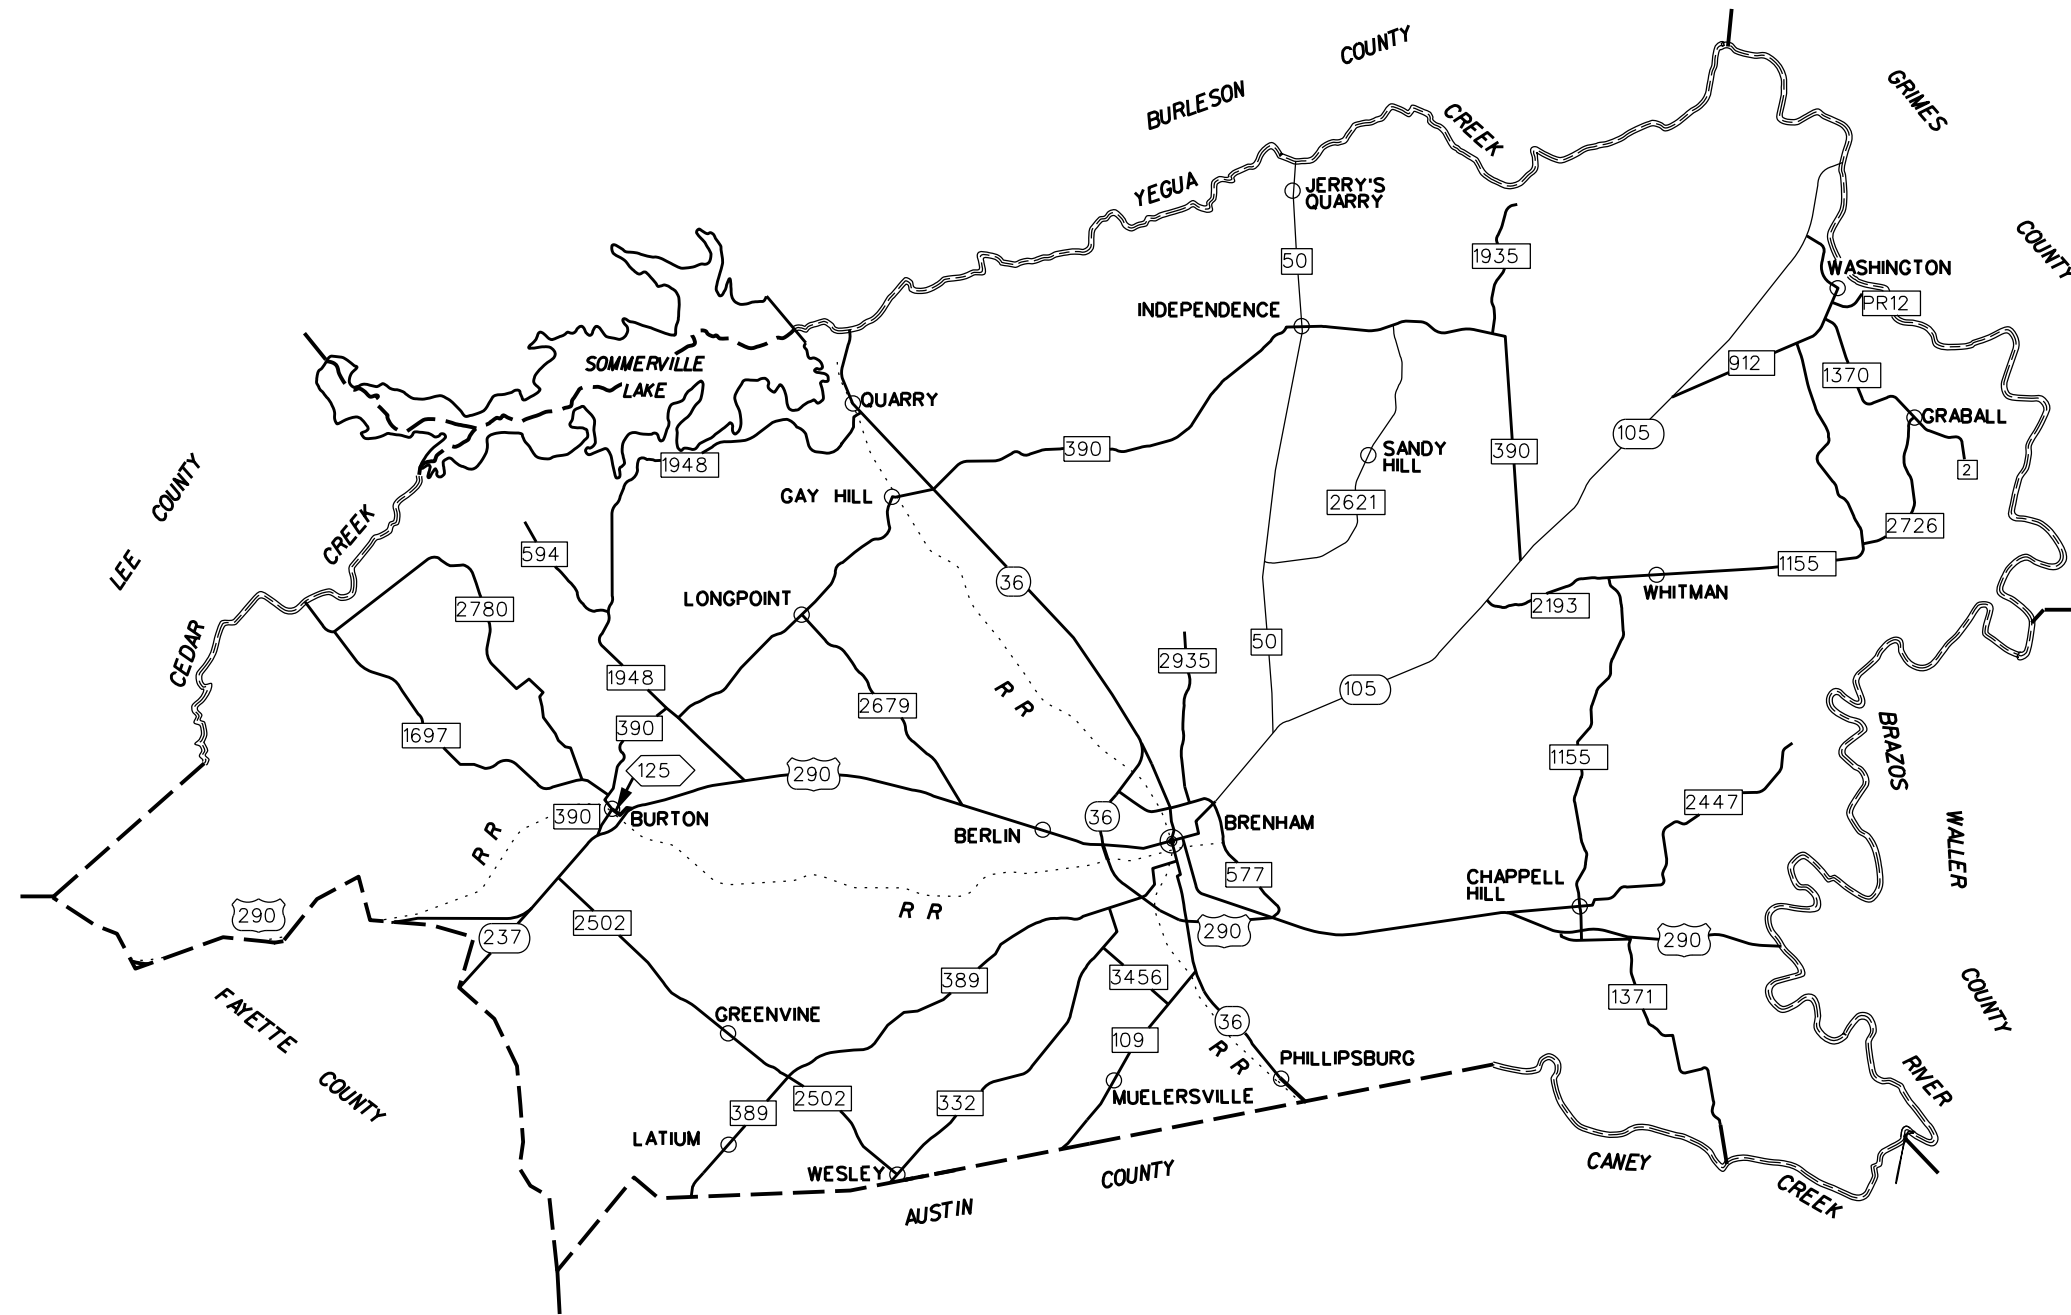 COUNTY
BURLESON
GRIMES
CREEK
YEGUA
JERRY'S
QUARRY
COUNTY
50
1935
WASHINGTON
PR12
INDEPENDENCE
SOMMERVILLE
LAKE
912
1370
QUARRY
GRABALL
105
390
390
SANDY
HILL
1948
2
GAY HILL
2621
2726
COUNTY
LEE
CREEK
594
1155
36
WHITMAN
2193
LONGPOINT
2780
50
CEDAR
2935
1948
105
R R
2679
390
1697
BRAZOS
1155
125
290
2447
390
BURTON
36
BERLIN
BRENHAM
R R
WALLER
577
CHAPPELL
HILL
R R
290
2502
237
290
290
389
3456
1371
COUNTY
FAYETTE
GREENVINE
36
109
R R
PHILLIPSBURG
RIVER
COUNTY
MUELERSVILLE
2502
332
389
LATIUM
WESLEY
CANEY
COUNTY
AUSTIN
CREEK